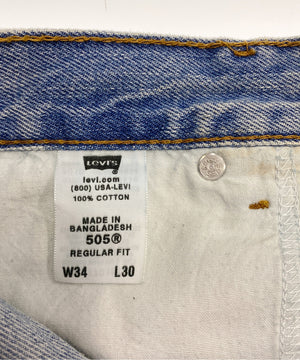 Levi's
levi.com
(800) USA-LEVI
100% COTTON
MADE IN
BANGLADESH
505®
REGULAR FIT
W34 L30